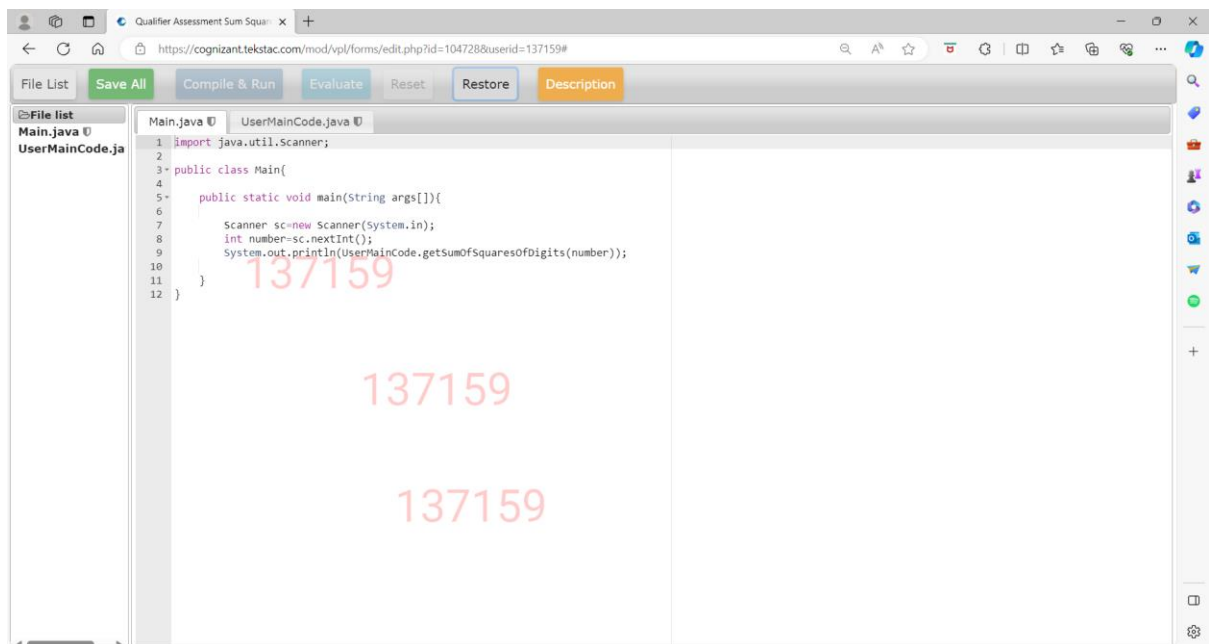 Qualifier Assessment Sum Squar
https://cognizant.tekstac.com/mod/vpl/forms/edit.php?id=104728&userid=137159#
File List Save All Compile & Run Evaluate Reset Restore Description
File list
Main.java
UserMainCode.ja
Main.java UserMainCode.java
1 import java.util.Scanner;
2
3 public class Main{
4
5 public static void main(String args[]){
6
7 Scanner sc=new Scanner(System.in);
8 int number=sc.nextInt();
9 System.out.println(UserMainCode.getSumOfSquaresOfDigits(number));
10
11 }
12 }
137159
137159
137159